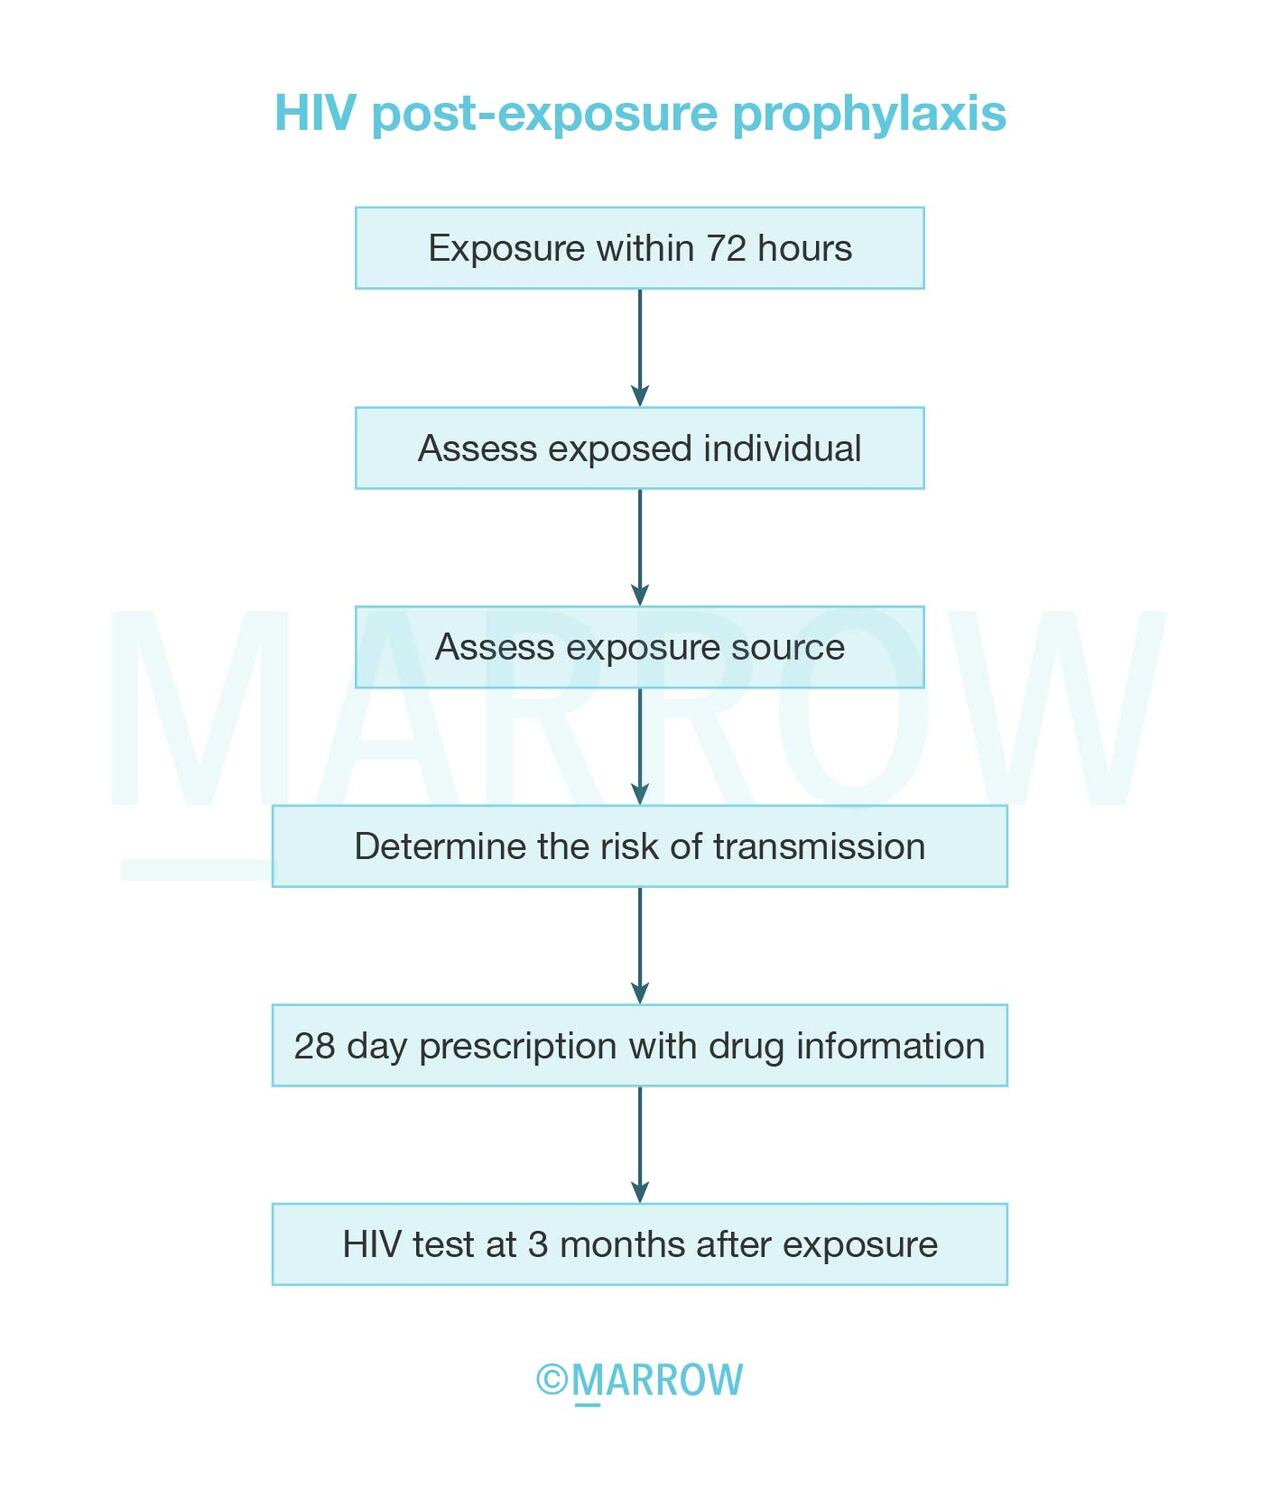 HIV post-exposure prophylaxis
Exposure within 72 hours
Assess exposed individual
Assess exposure source
MARROW
Determine the risk of transmission
28 day prescription with drug information
HIV test at 3 months after exposure
©MARROW